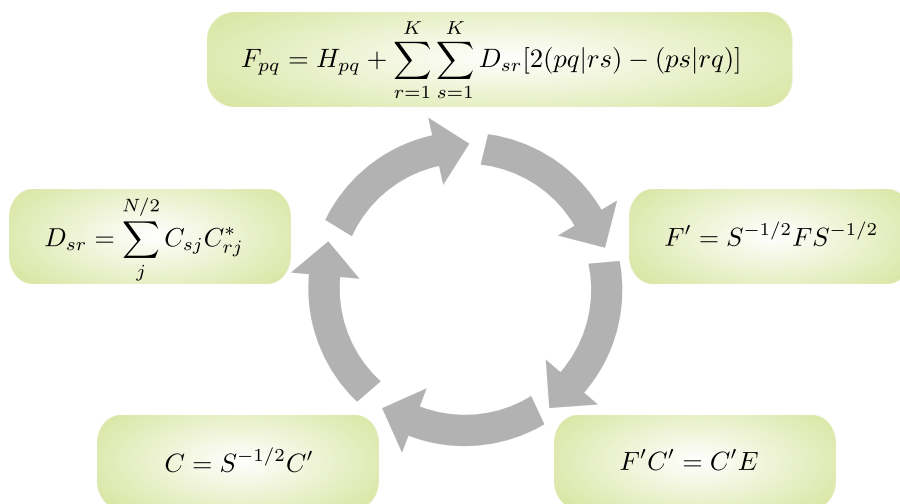 $F_{pq} = H_{pq} + \sum_{r=1}^{K} \sum_{s=1}^{K} D_{sr}[2(pq|rs) - (ps|rq)]$
$D_{sr} = \sum_{j}^{N/2} C_{sj} C_{rj}^{*}$
$F' = S^{-1/2} F S^{-1/2}$
$C = S^{-1/2} C'$
$F'C' = C'E$